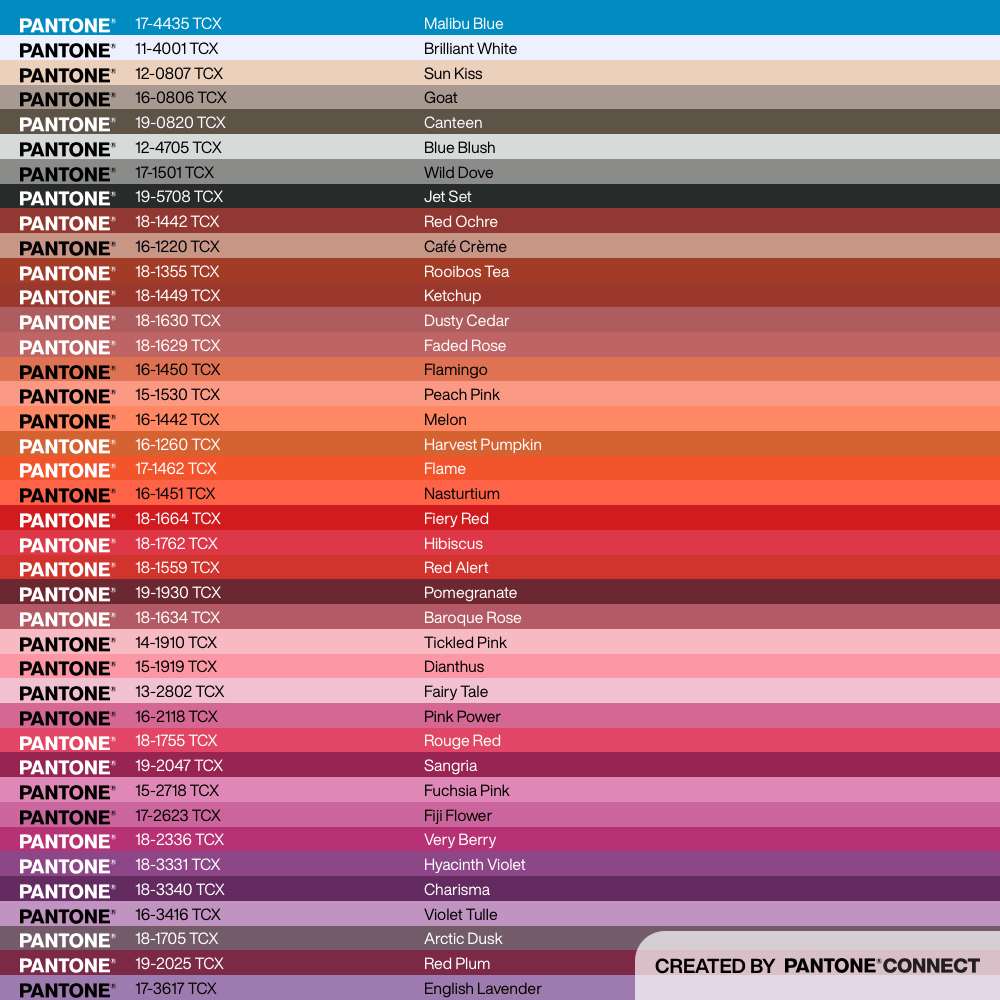 PANTONE® 17-4435 TCX Malibu Blue
PANTONE® 11-4001 TCX Brilliant White
PANTONE® 12-0807 TCX Sun Kiss
PANTONE® 16-0806 TCX Goat
PANTONE® 19-0820 TCX Canteen
PANTONE® 12-4705 TCX Blue Blush
PANTONE® 17-1501 TCX Wild Dove
PANTONE® 19-5708 TCX Jet Set
PANTONE® 18-1442 TCX Red Ochre
PANTONE® 16-1220 TCX Café Crème
PANTONE® 18-1355 TCX Rooibos Tea
PANTONE® 18-1449 TCX Ketchup
PANTONE® 18-1630 TCX Dusty Cedar
PANTONE® 18-1629 TCX Faded Rose
PANTONE® 16-1450 TCX Flamingo
PANTONE® 15-1530 TCX Peach Pink
PANTONE® 16-1442 TCX Melon
PANTONE® 16-1260 TCX Harvest Pumpkin
PANTONE® 17-1462 TCX Flame
PANTONE® 16-1451 TCX Nasturtium
PANTONE® 18-1664 TCX Fiery Red
PANTONE® 18-1762 TCX Hibiscus
PANTONE® 18-1559 TCX Red Alert
PANTONE® 19-1930 TCX Pomegranate
PANTONE® 18-1634 TCX Baroque Rose
PANTONE® 14-1910 TCX Tickled Pink
PANTONE® 15-1919 TCX Dianthus
PANTONE® 13-2802 TCX Fairy Tale
PANTONE® 16-2118 TCX Pink Power
PANTONE® 18-1755 TCX Rouge Red
PANTONE® 19-2047 TCX Sangria
PANTONE® 15-2718 TCX Fuchsia Pink
PANTONE® 17-2623 TCX Fiji Flower
PANTONE® 18-2336 TCX Very Berry
PANTONE® 18-3331 TCX Hyacinth Violet
PANTONE® 18-3340 TCX Charisma
PANTONE® 16-3416 TCX Violet Tulle
PANTONE® 18-1705 TCX Arctic Dusk
PANTONE® 19-2025 TCX Red Plum
CREATED BY PANTONE® CONNECT
PANTONE® 17-3617 TCX English Lavender